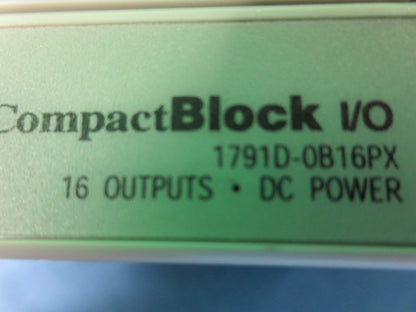 CompactBlock I/O
1791D-0B16PX
16 OUTPUTS • DC POWER